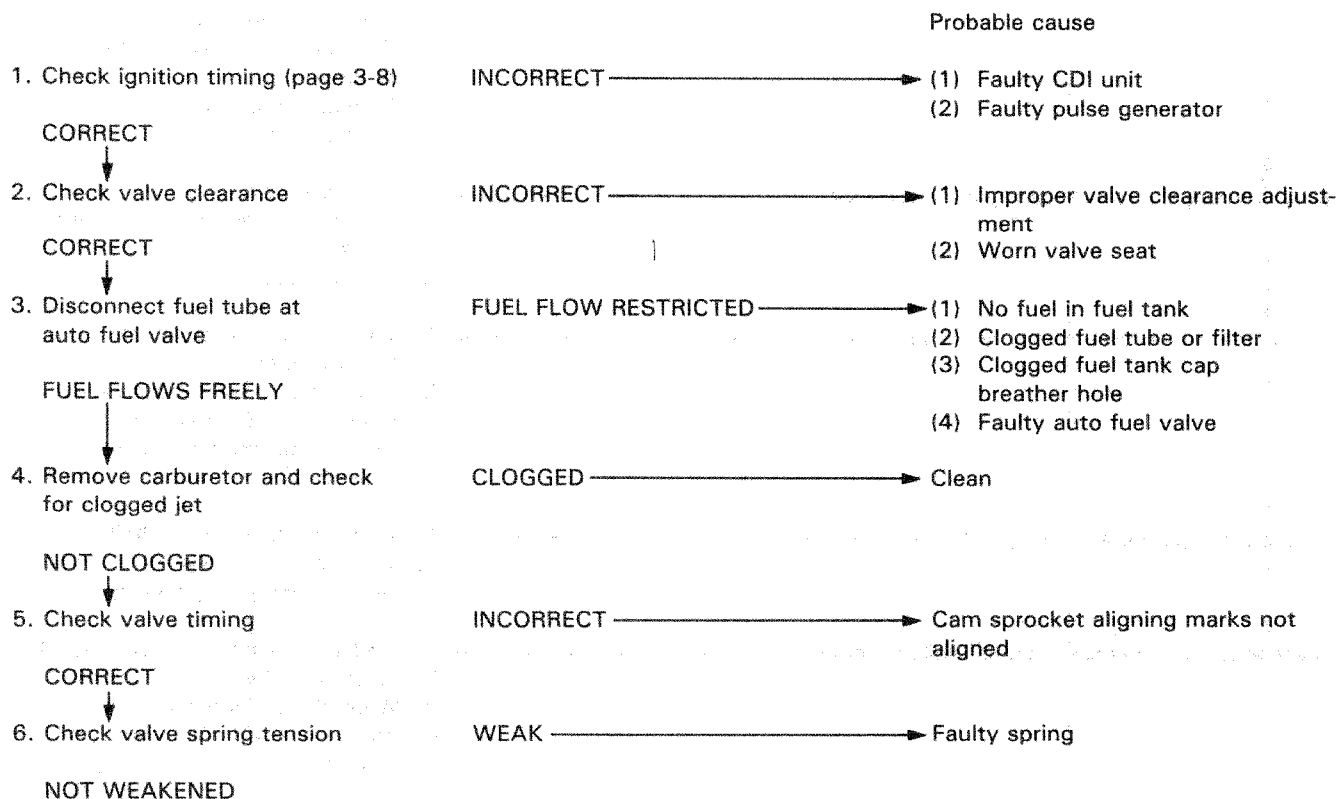 Probable cause
1. Check ignition timing (page 3-8) INCORRECT (1) Faulty CDI unit
(2) Faulty pulse generator
CORRECT
2. Check valve clearance INCORRECT (1) Improper valve clearance adjust-
ment
CORRECT (2) Worn valve seat
3. Disconnect fuel tube at FUEL FLOW RESTRICTED (1) No fuel in fuel tank
auto fuel valve (2) Clogged fuel tube or filter
(3) Clogged fuel tank cap
FUEL FLOWS FREELY breather hole
(4) Faulty auto fuel valve
4. Remove carburetor and check CLOGGED Clean
for clogged jet
NOT CLOGGED
5. Check valve timing INCORRECT Cam sprocket aligning marks not
aligned
CORRECT
6. Check valve spring tension WEAK Faulty spring
NOT WEAKENED